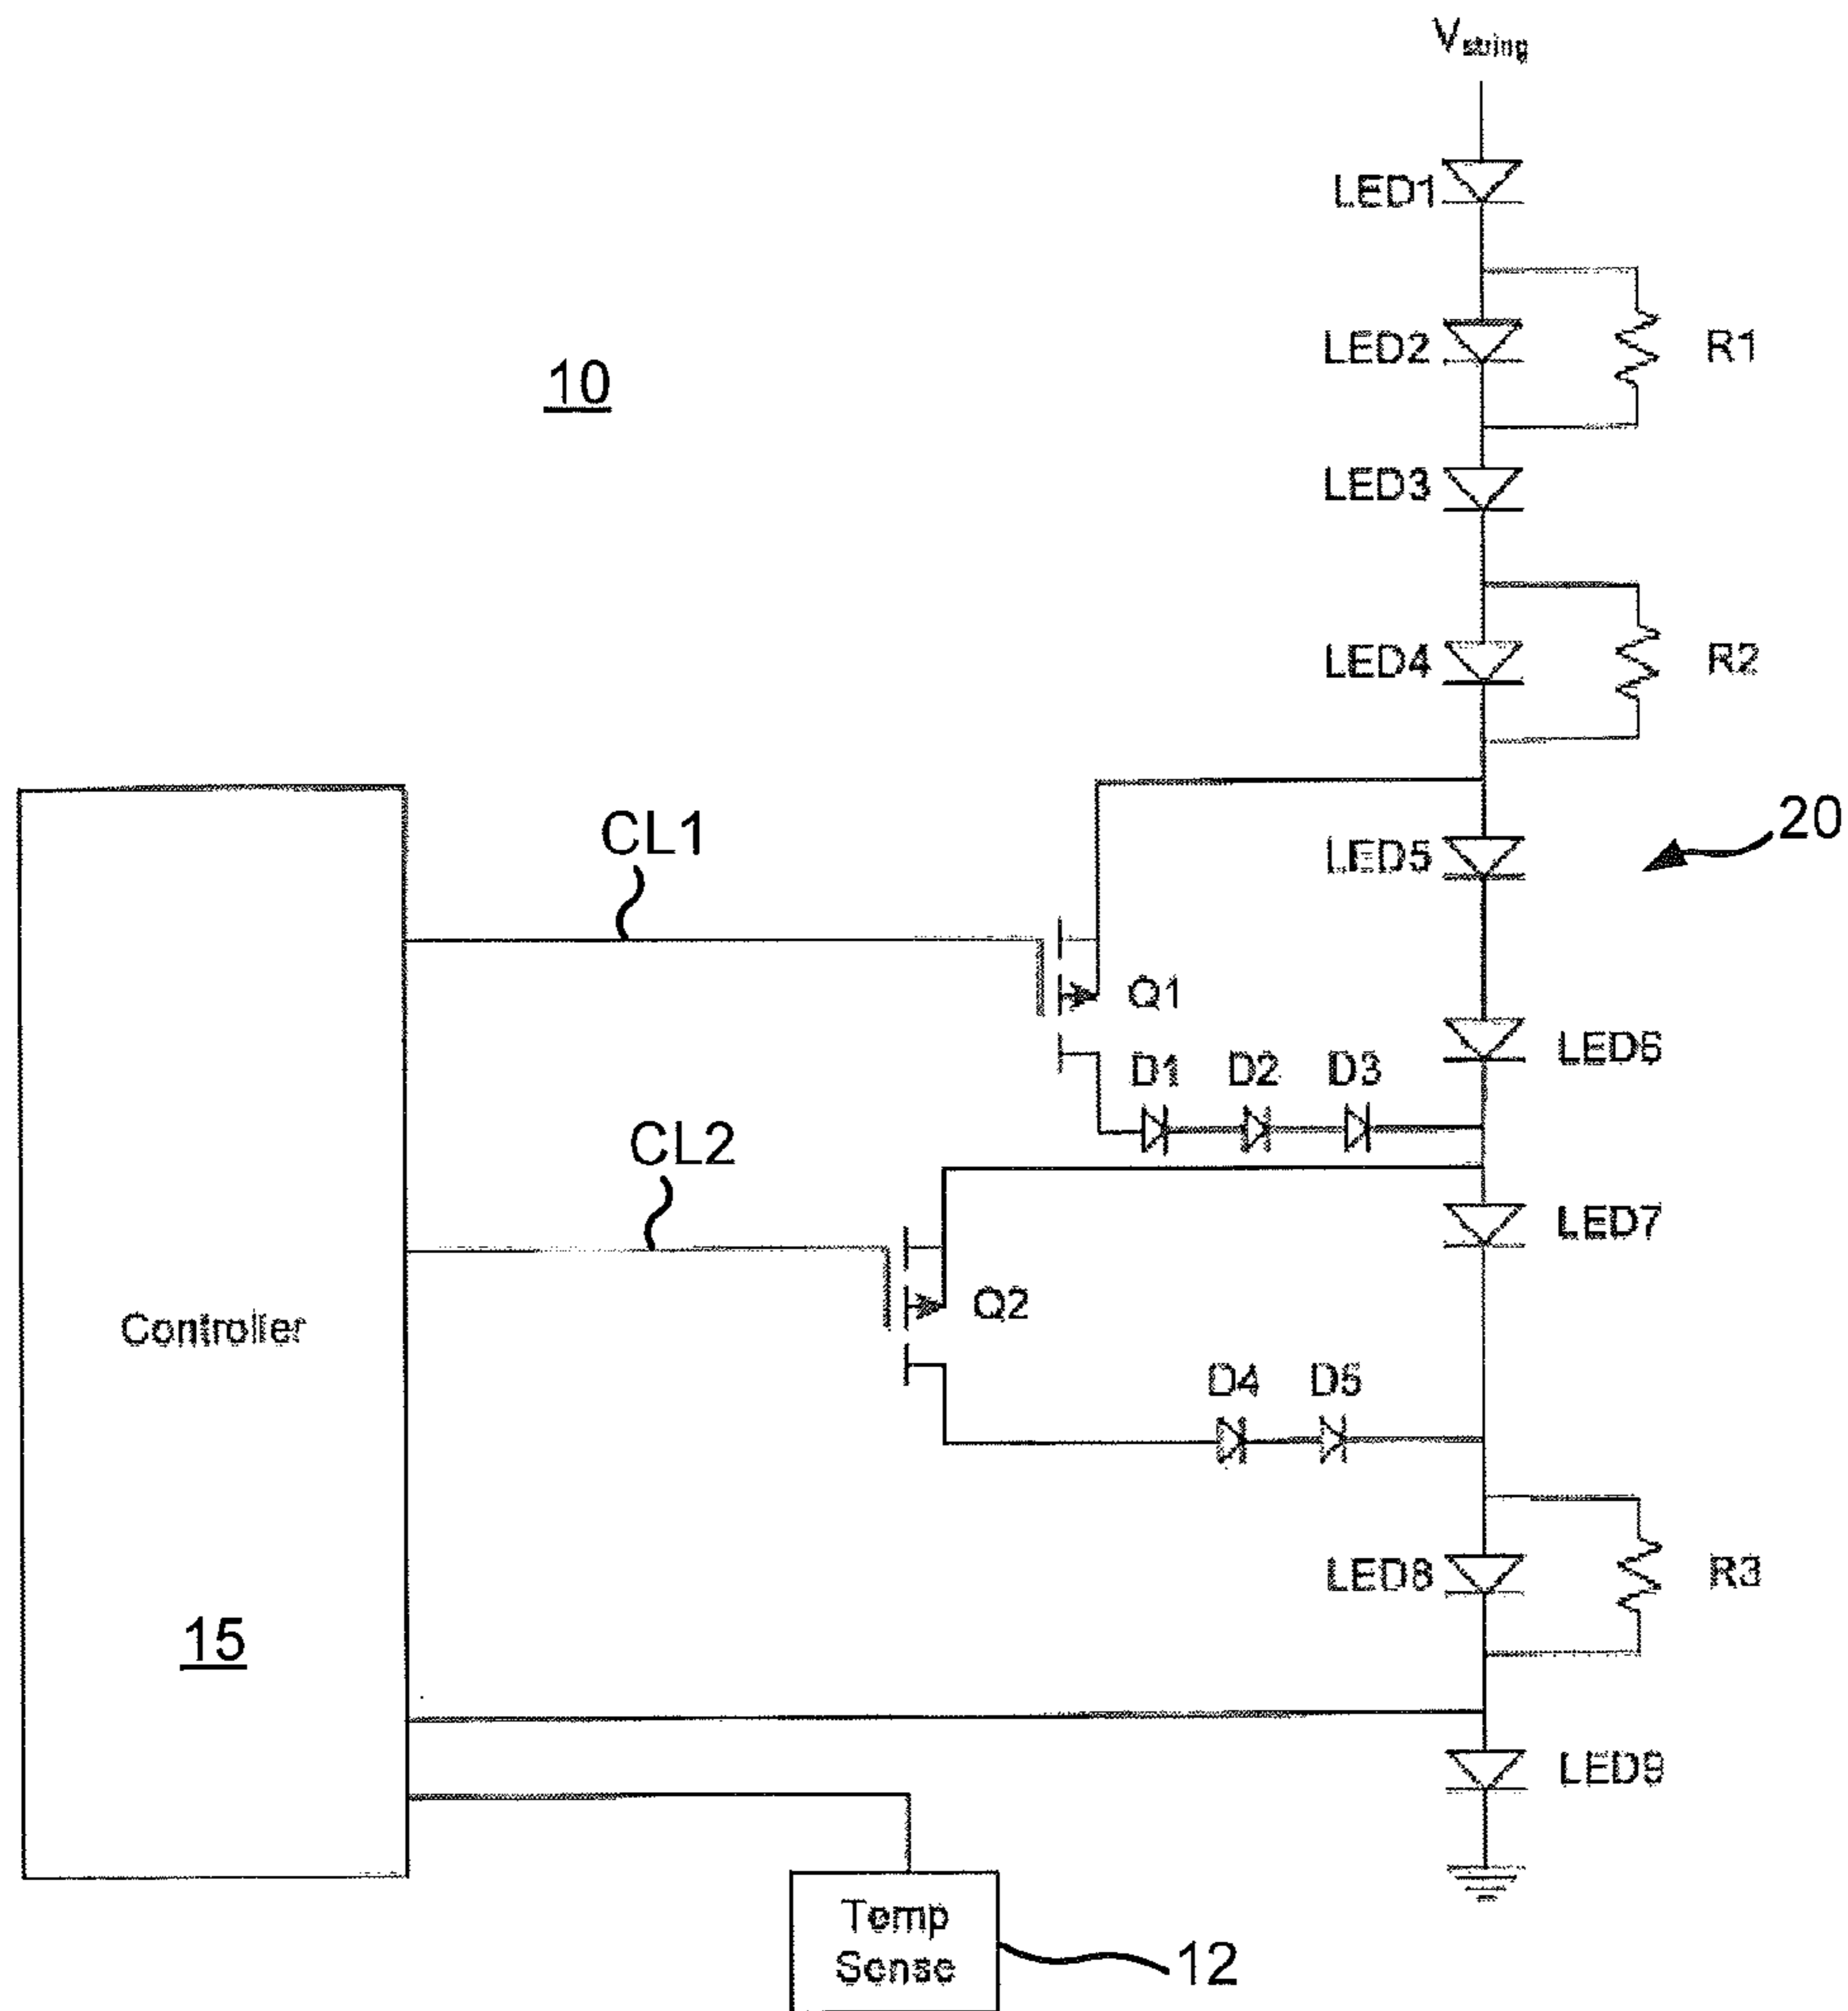 Vstring
LED1
LED2
R1
10
LED3
LED4
R2
CL1
LED5
20
Q1
LED6
D1
D2
D3
CL2
LED7
Q2
Controller
D4
D5
LED8
R3
15
LED9
Temp
Sense
12